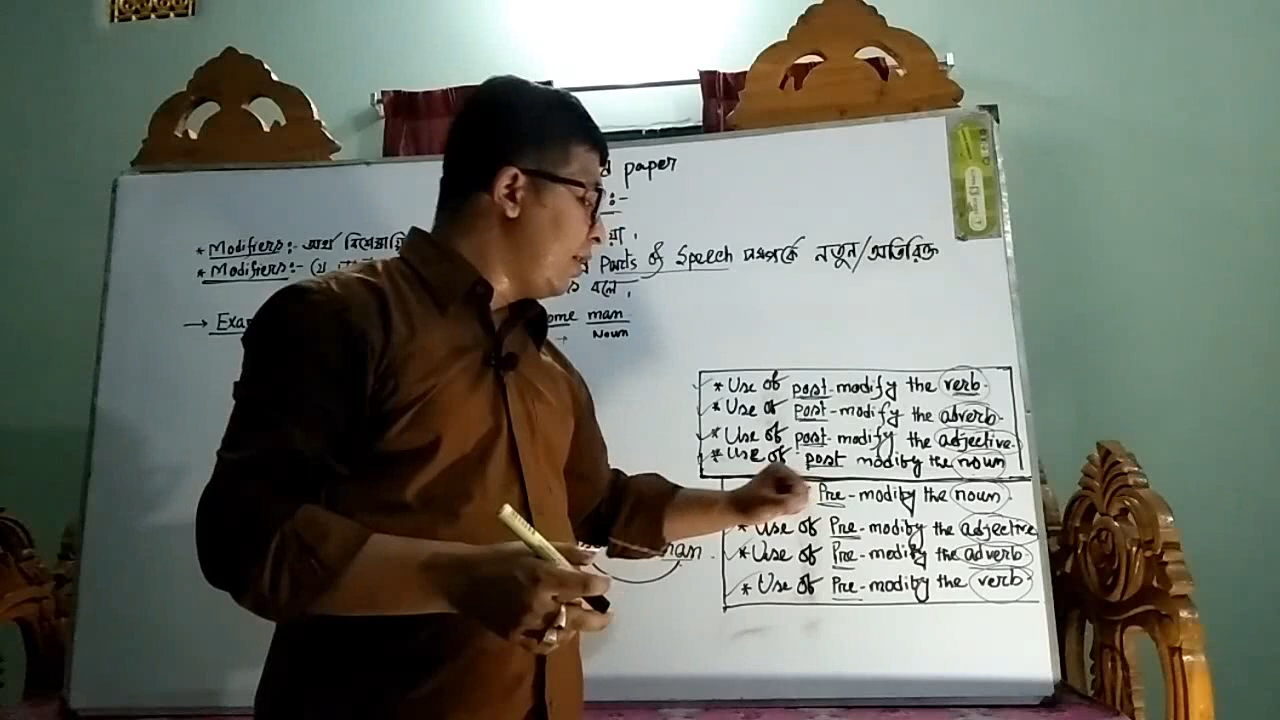 paper
:-
* Modifiers :- অর্থ বিশেষায়ি য়া,
* Modifiers :- যে Parts of Speech সম্পর্কে নতুন/অতিরিক্ত
বলে,
→ Exa ome man
Noun
* Use of post-modify the verb.
* Use of post-modify the adverb.
* Use of post-modify the adjective.
* Use of post modify the noun
Pre-modify the noun
* Use of Pre-modify the adjective
* Use of Pre-modify the adverb
* Use of Pre-modify the verb.
man.